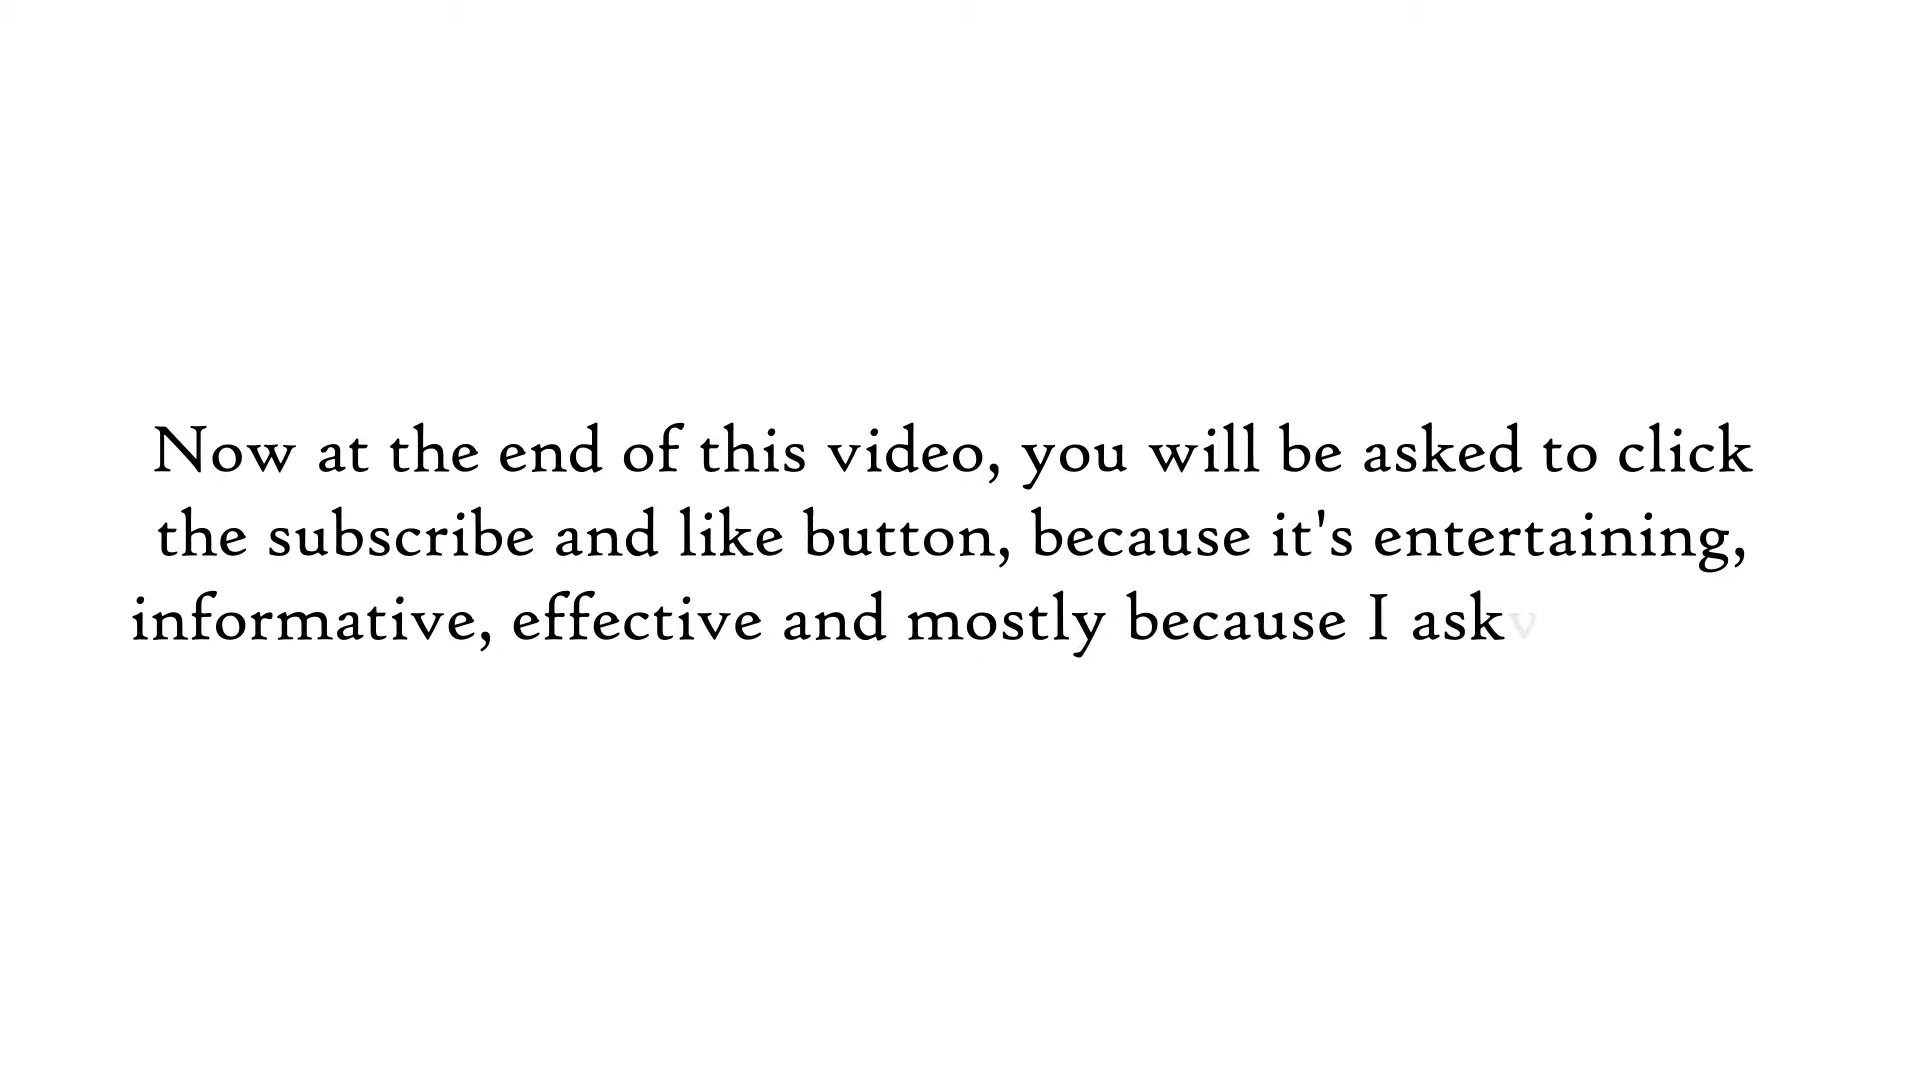 Now at the end of this video, you will be asked to click
the subscribe and like button, because it's entertaining,
informative, effective and mostly because I ask